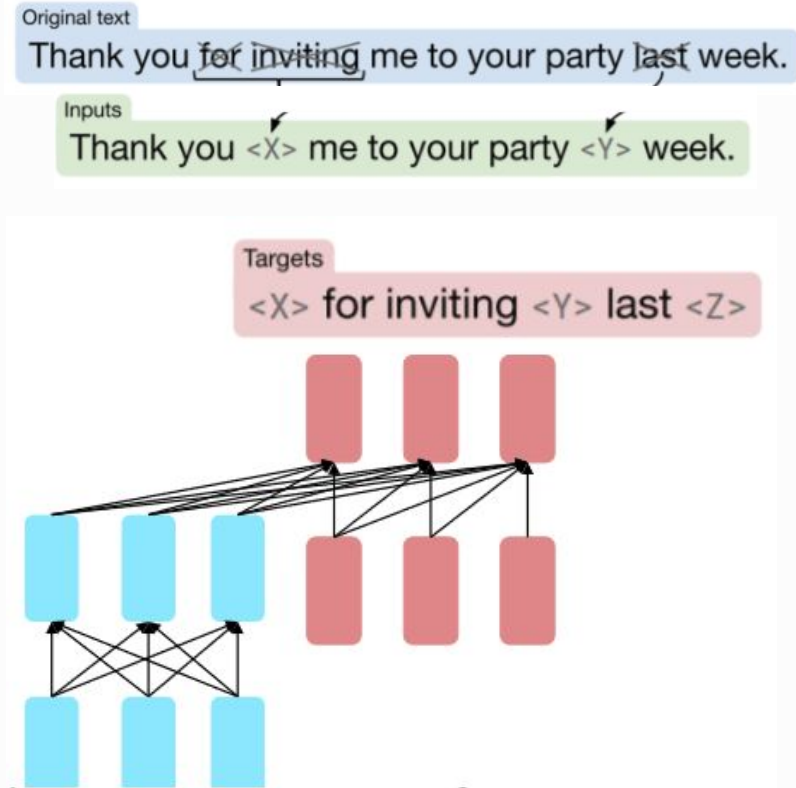 Original text
Thank you for inviting me to your party last week.
Inputs
Thank you <X> me to your party <Y> week.
Targets
<X> for inviting <Y> last <Z>